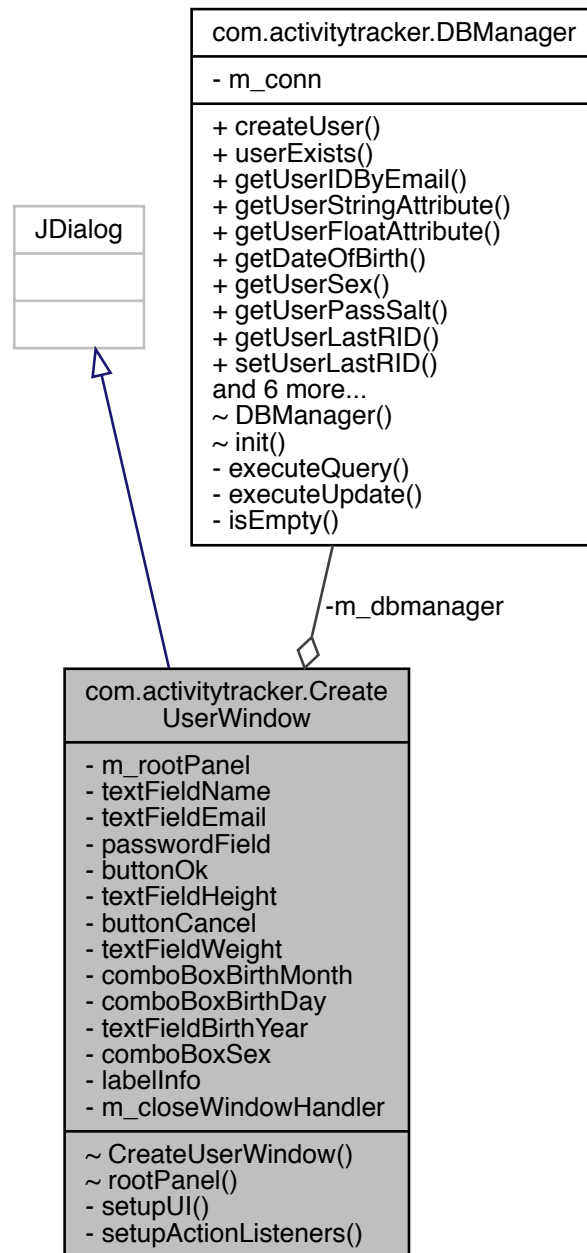 com.activitytracker.DBManager
- m_conn
+ createUser()
+ userExists()
+ getUserIDByEmail()
+ getUserStringAttribute()
+ getUserFloatAttribute()
+ getDateOfBirth()
+ getUserSex()
+ getUserPassSalt()
+ getUserLastRID()
+ setUserLastRID()
and 6 more...
~ DBManager()
~ init()
- executeQuery()
- executeUpdate()
- isEmpty()
JDialog
-m_dbmanager
com.activitytracker.Create
UserWindow
- m_rootPanel
- textFieldName
- textFieldEmail
- passwordField
- buttonOk
- textFieldHeight
- buttonCancel
- textFieldWeight
- comboBoxBirthMonth
- comboBoxBirthDay
- textFieldBirthYear
- comboBoxSex
- labelInfo
- m_closeWindowHandler
~ CreateUserWindow()
~ rootPanel()
- setupUI()
- setupActionListeners()